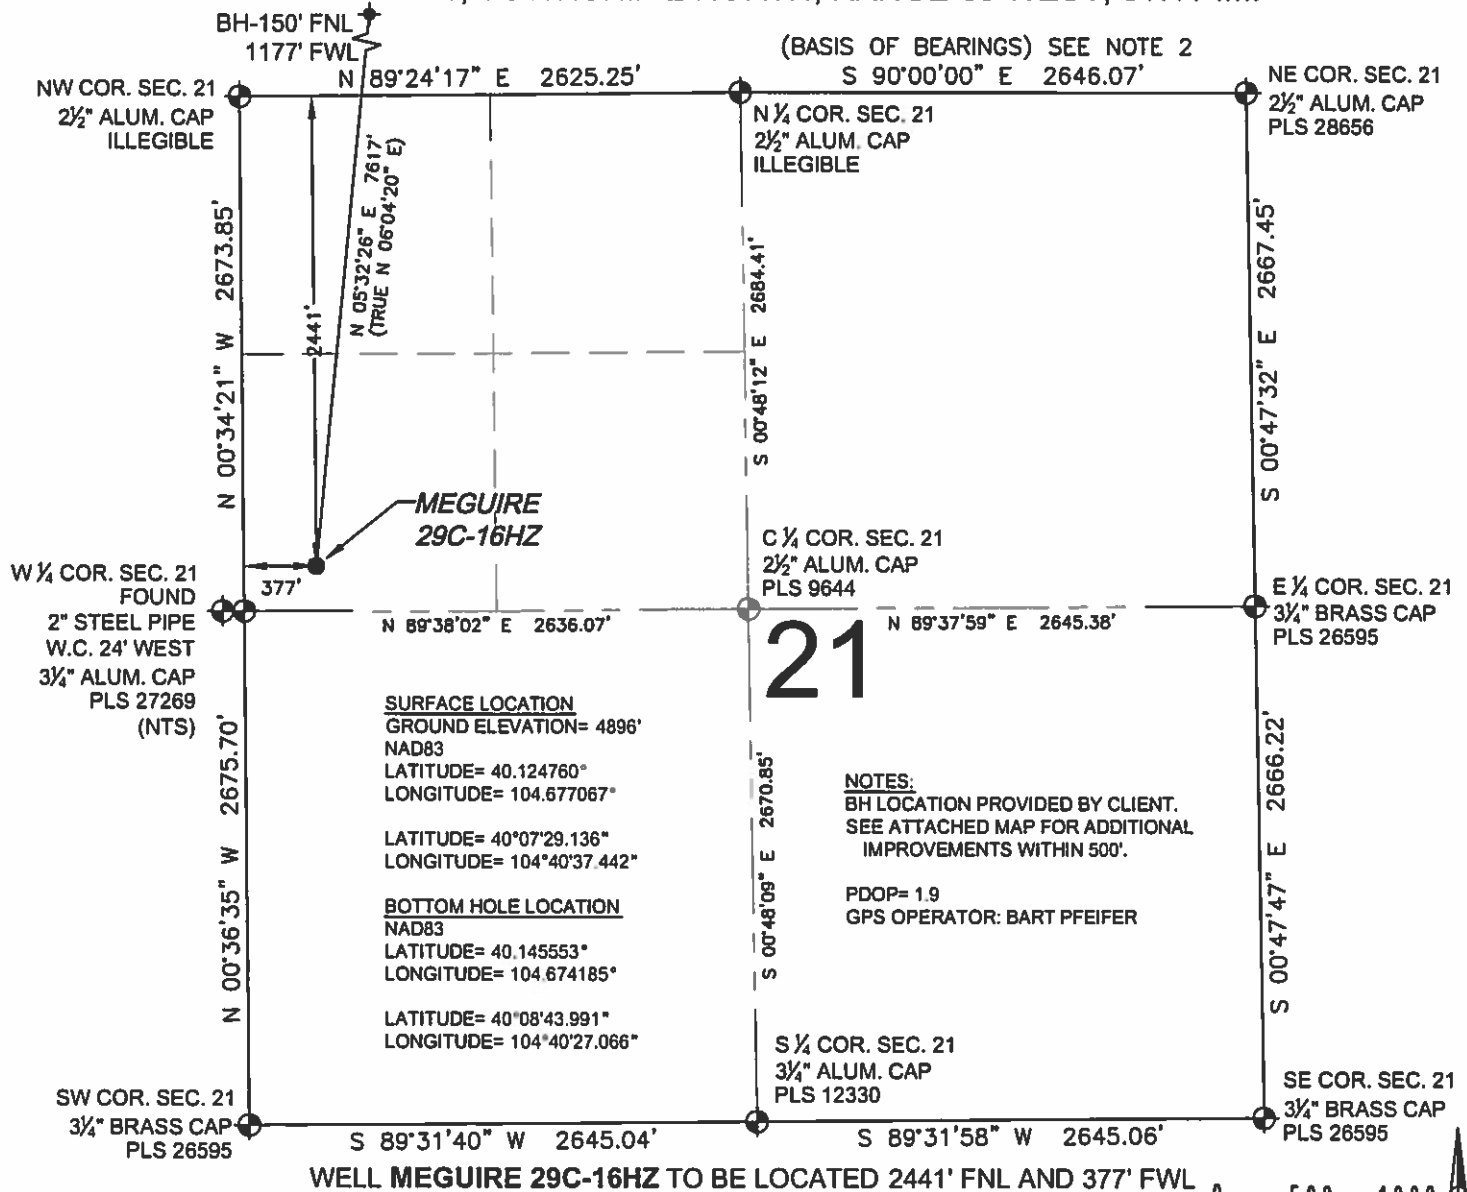 BH-150' FNL
1177' FWL
(BASIS OF BEARINGS) SEE NOTE 2
N 89°24'17" E 2625.25'
S 90°00'00" E 2646.07'
NW COR. SEC. 21
2½" ALUM. CAP
ILLEGIBLE
N ¼ COR. SEC. 21
2½" ALUM. CAP
ILLEGIBLE
NE COR. SEC. 21
2½" ALUM. CAP
PLS 28656
N 00°34'21" W 2673.85'
2441'
N 05°32'26" E 7617'
(TRUE N 06°04'20" E)
S 00°48'12" E 2684.41'
S 00°47'32" E 2667.45'
MEGUIRE
29C-16HZ
377'
W ¼ COR. SEC. 21
FOUND
2" STEEL PIPE
W.C. 24' WEST
3¼" ALUM. CAP
PLS 27269
(NTS)
C ¼ COR. SEC. 21
2½" ALUM. CAP
PLS 9644
E ¼ COR. SEC. 21
3¼" BRASS CAP
PLS 26595
N 89°38'02" E 2636.07'
N 89°37'59" E 2645.38'
21
N 00°36'35" W 2675.70'
SURFACE LOCATION
GROUND ELEVATION= 4896'
NAD83
LATITUDE= 40.124760°
LONGITUDE= 104.677067°
LATITUDE= 40°07'29.136"
LONGITUDE= 104°40'37.442"
BOTTOM HOLE LOCATION
NAD83
LATITUDE= 40.145553°
LONGITUDE= 104.674185°
LATITUDE= 40°08'43.991"
LONGITUDE= 104°40'27.066"
S 00°48'09" E 2670.85'
NOTES:
BH LOCATION PROVIDED BY CLIENT.
SEE ATTACHED MAP FOR ADDITIONAL
IMPROVEMENTS WITHIN 500'.
PDOP= 1.9
GPS OPERATOR: BART PFEIFER
S 00°47'47" E 2666.22'
SW COR. SEC. 21
3¼" BRASS CAP
PLS 26595
S ¼ COR. SEC. 21
3¼" ALUM. CAP
PLS 12330
SE COR. SEC. 21
3¼" BRASS CAP
PLS 26595
S 89°31'40" W 2645.04'
S 89°31'58" W 2645.06'
WELL MEGUIRE 29C-16HZ TO BE LOCATED 2441' FNL AND 377' FWL